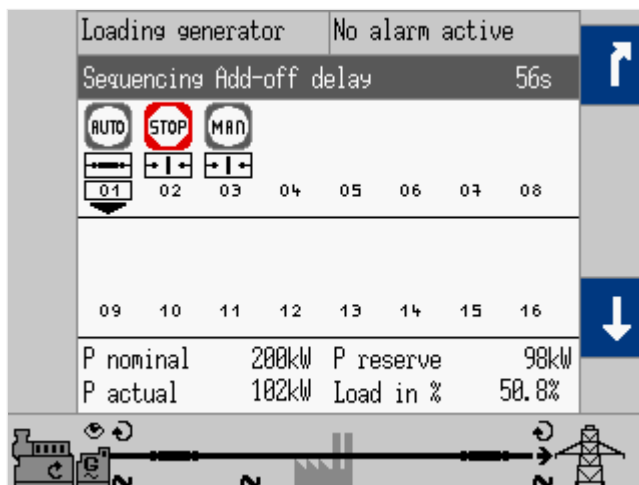 Loading generator No alarm active
Sequencing Add-off delay 56s
AUTO STOP MAN
01 02 03 04 05 06 07 08
09 10 11 12 13 14 15 16
P nominal 200kW P reserve 98kW
P actual 102kW Load in % 50.8%
G